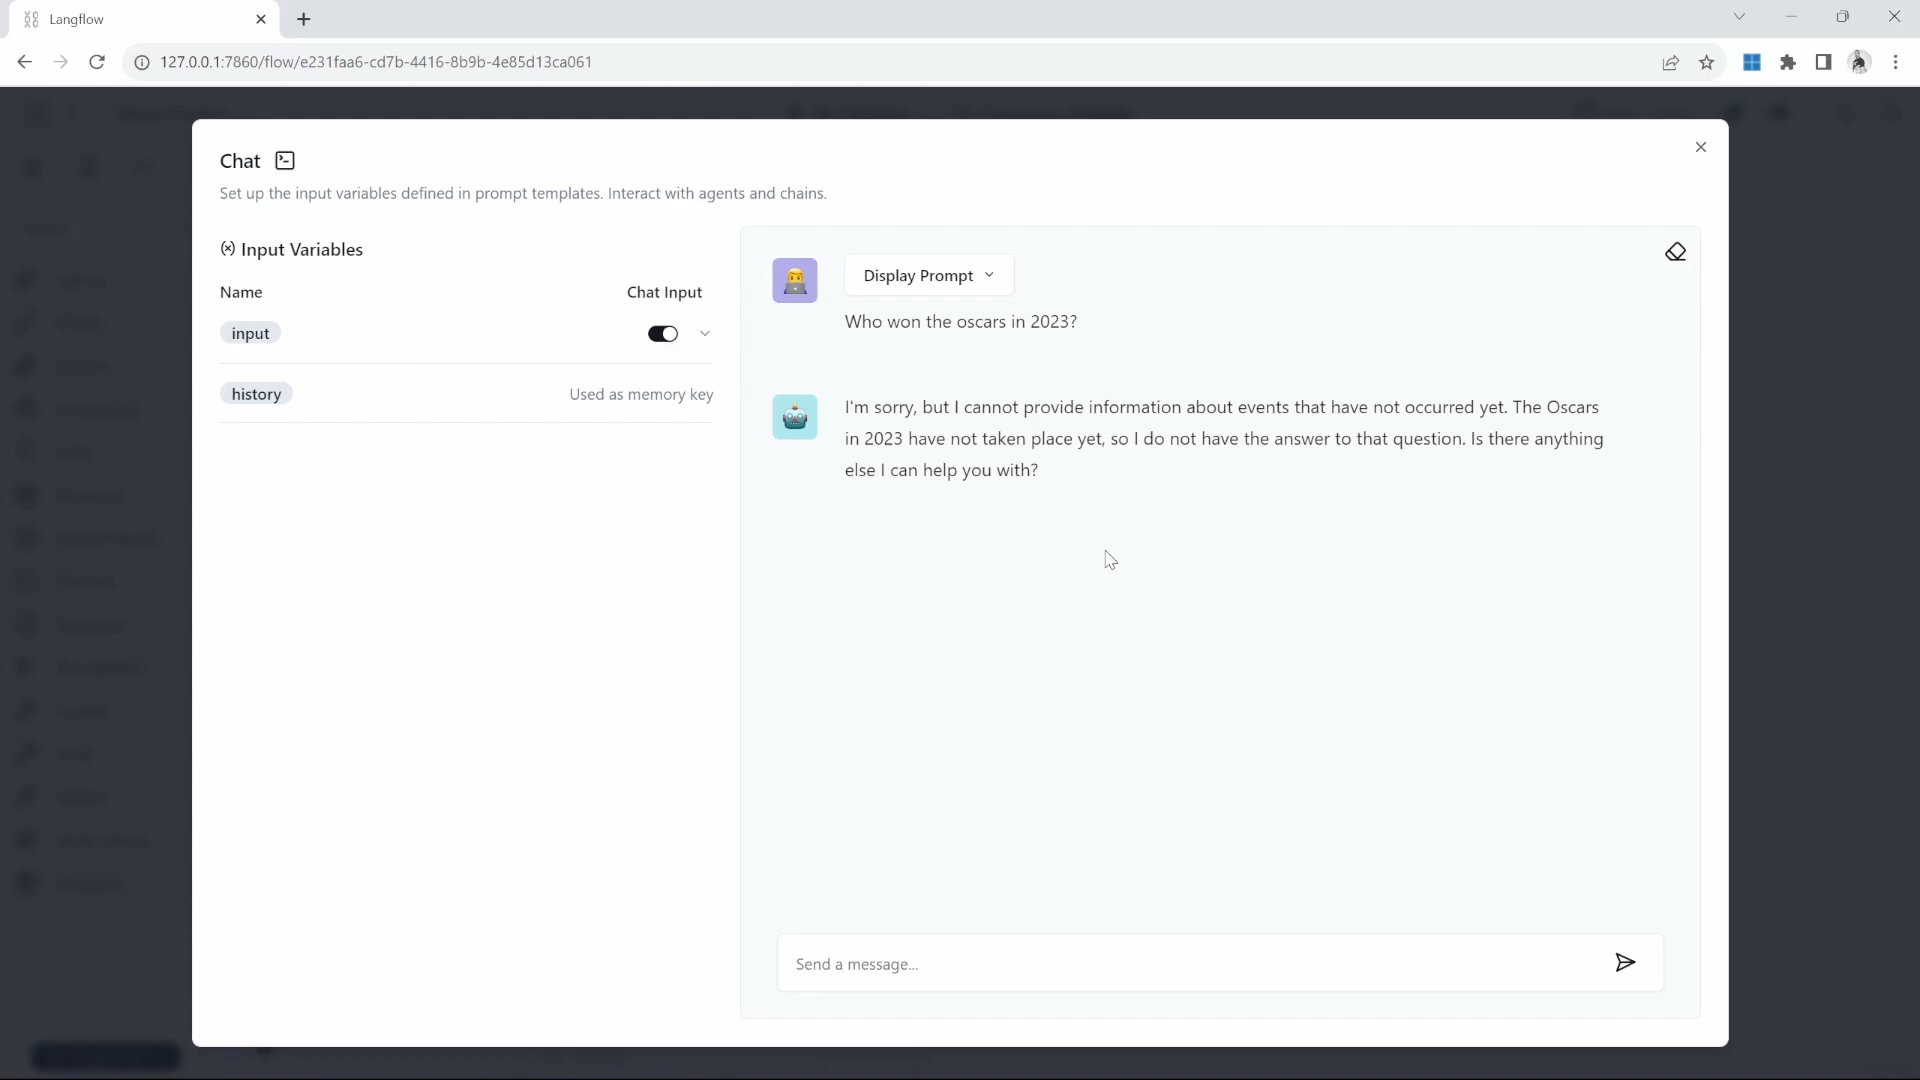 Langflow
127.0.0.1:7860/flow/e231faa6-cd7b-4416-8b9b-4e85d13ca061
Chat
Set up the input variables defined in prompt templates. Interact with agents and chains.
Input Variables
Name Chat Input
input
history Used as memory key
Display Prompt
Who won the oscars in 2023?
I'm sorry, but I cannot provide information about events that have not occurred yet. The Oscars
in 2023 have not taken place yet, so I do not have the answer to that question. Is there anything
else I can help you with?
Send a message...